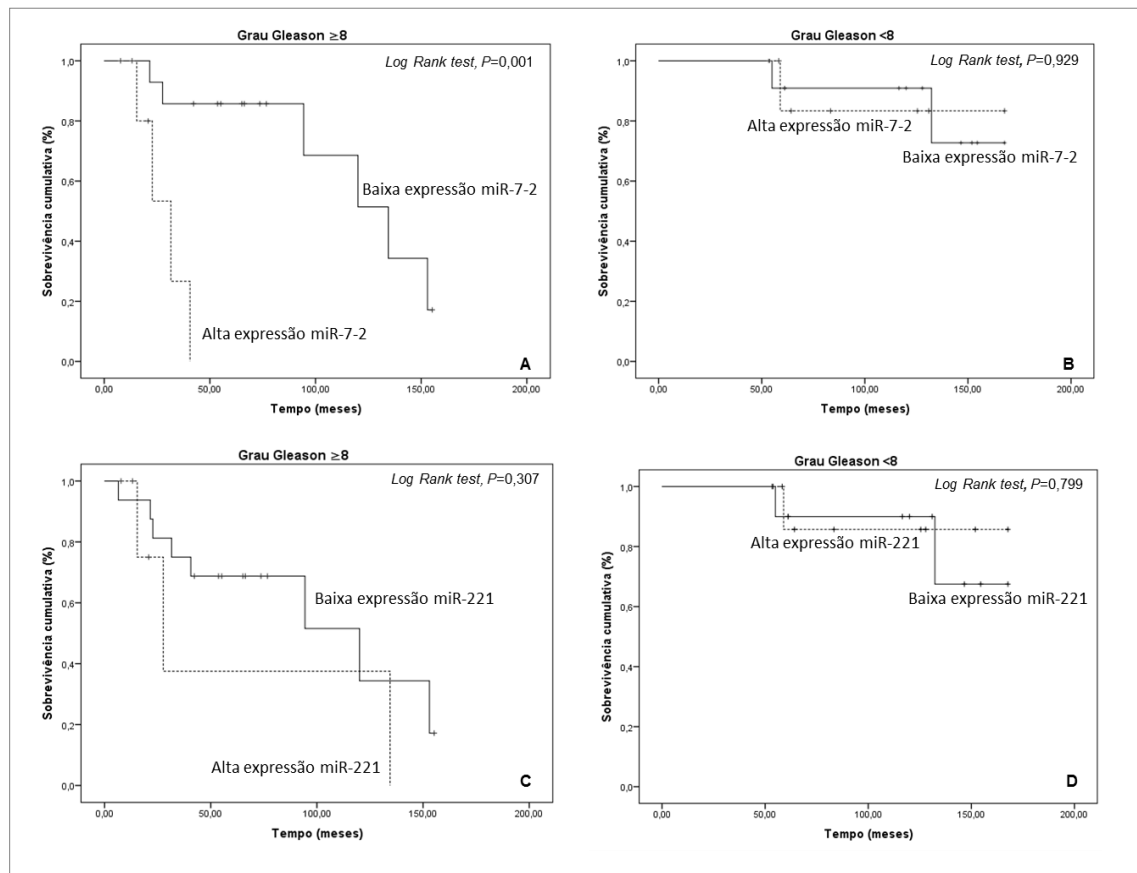 Grau Gleason ≥8
Log Rank test, P=0,001
Sobrevivência cumulativa (%)
1,0
0,8
0,6
0,4
0,2
0,0
Baixa expressão miR-7-2
Alta expressão miR-7-2
A
0,00
50,00
100,00
150,00
200,00
Tempo (meses)
Grau Gleason <8
Log Rank test, P=0,929
Sobrevivência cumulativa (%)
1,0
0,8
0,6
0,4
0,2
0,0
Alta expressão miR-7-2
Baixa expressão miR-7-2
B
0,00
50,00
100,00
150,00
200,00
Tempo (meses)
Grau Gleason ≥8
Log Rank test, P=0,307
Sobrevivência cumulativa (%)
1,0
0,8
0,6
0,4
0,2
0,0
Baixa expressão miR-221
Alta expressão miR-221
C
0,00
50,00
100,00
150,00
200,00
Tempo (meses)
Grau Gleason <8
Log Rank test, P=0,799
Sobrevivência cumulativa (%)
1,0
0,8
0,6
0,4
0,2
0,0
Alta expressão miR-221
Baixa expressão miR-221
D
0,00
50,00
100,00
150,00
200,00
Tempo (meses)